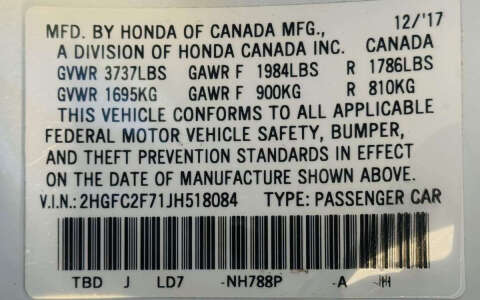 MFD. BY HONDA OF CANADA MFG., 12/'17
A DIVISION OF HONDA CANADA INC. CANADA
GVWR 3737LBS GAWR F 1984LBS R 1786LBS
GVWR 1695KG GAWR F 900KG R 810KG
THIS VEHICLE CONFORMS TO ALL APPLICABLE
FEDERAL MOTOR VEHICLE SAFETY, BUMPER,
AND THEFT PREVENTION STANDARDS IN EFFECT
ON THE DATE OF MANUFACTURE SHOWN ABOVE.
V.I.N.: 2HGFC2F71JH518084 TYPE: PASSENGER CAR
TBD J LD7 -NH788P -A